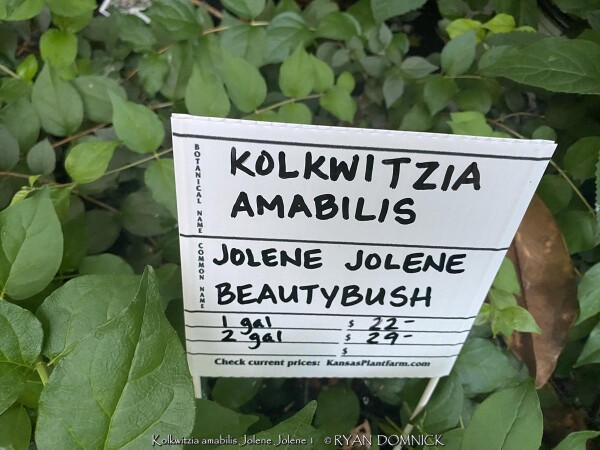 BOTANICAL NAME
KOLKWITZIA
AMABILIS
COMMON NAME
JOLENE JOLENE
BEAUTYBUSH
1 gal $ 22-
2 gal $ 29-
$
Check current prices: KansasPlantfarm.com
Kolkwitzia amabilis Jolene Jolene 1 © RYAN DOMNICK